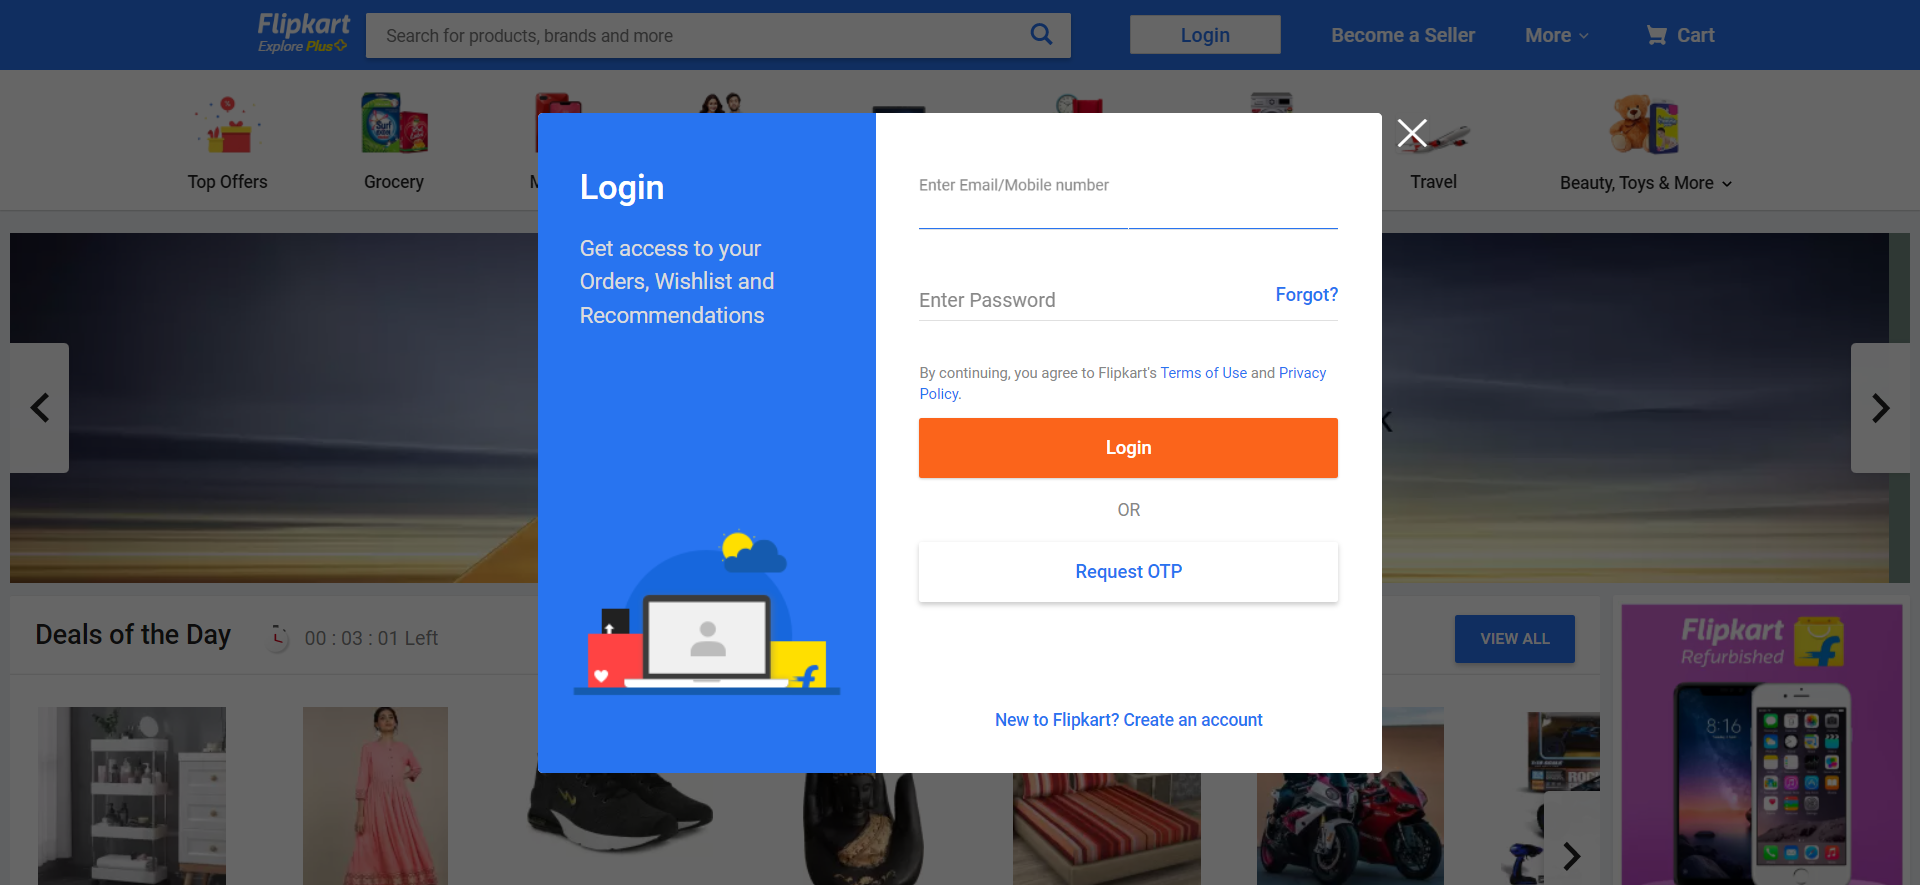 Flipkart
Explore Plus
Search for products, brands and more
Login
Become a Seller
More
Cart
Top Offers
Grocery
Travel
Beauty, Toys & More
Login
Get access to your
Orders, Wishlist and
Recommendations
Enter Email/Mobile number
Enter Password
Forgot?
By continuing, you agree to Flipkart's Terms of Use and Privacy
Policy.
Login
OR
Request OTP
New to Flipkart? Create an account
Deals of the Day
00 : 03 : 01 Left
VIEW ALL
Flipkart
Refurbished
8:16